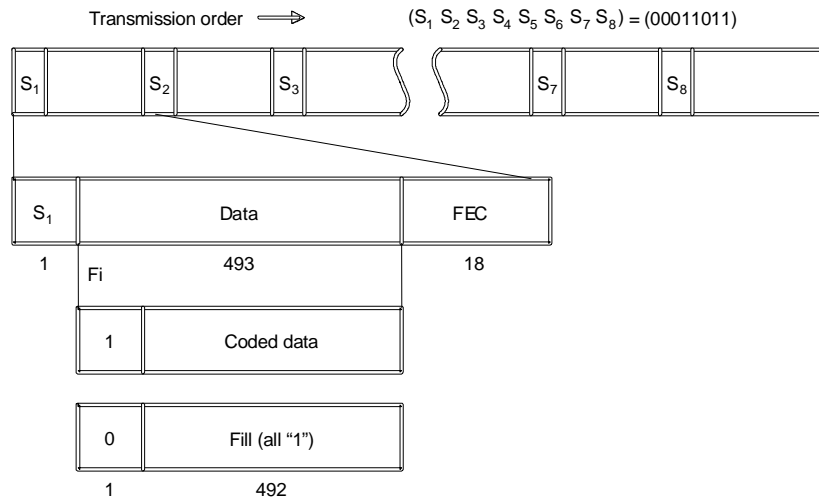 Transmission order (S1 S2 S3 S4 S5 S6 S7 S8) = (00011011)
S1 S2 S3 S7 S8
S1 Data FEC
1 493 18
Fi
1 Coded data
0 Fill (all “1”)
1 492